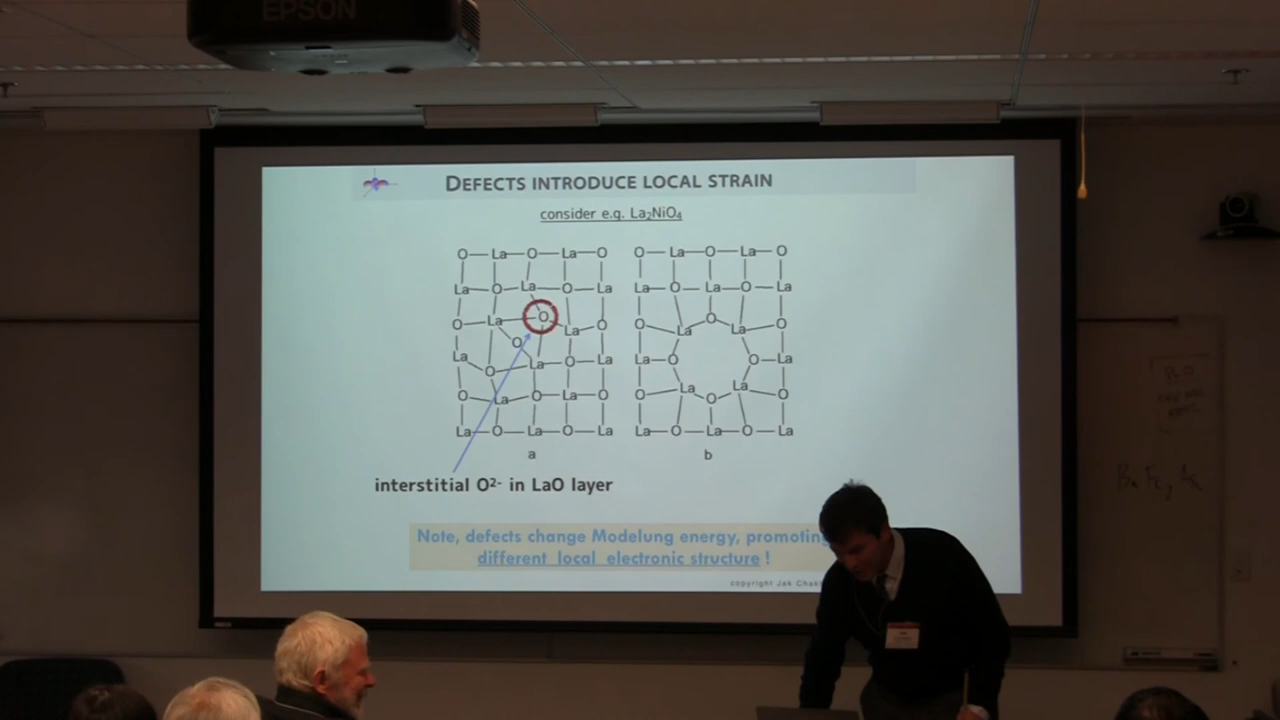 EPSON
DEFECTS INTRODUCE LOCAL STRAIN
consider e.g. La₂NiO₄
O—La—O—La—O
La—O—La—O—La
O La O La O
La O La O—La
O La—O—La—O
La—O—La—O—La
a
O—La—O—La—O
La—O—La—O—La
O La O La O
La—O O—La
O La O La O
La—O—La—O—La
b
interstitial O²⁻ in LaO layer
Note, defects change Modelung energy, promoting
different local electronic structure !
copyright Jak